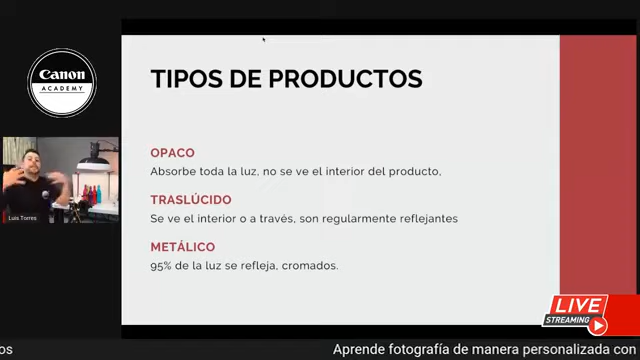 Canon
ACADEMY
TIPOS DE PRODUCTOS
OPACO
Absorbe toda la luz, no se ve el interior del producto,
TRASLÚCIDO
Se ve el interior o a través, son regularmente reflejantes
METÁLICO
95% de la luz se refleja, cromados.
Luis Torres
LIVE
STREAMING
os
Aprende fotografía de manera personalizada con